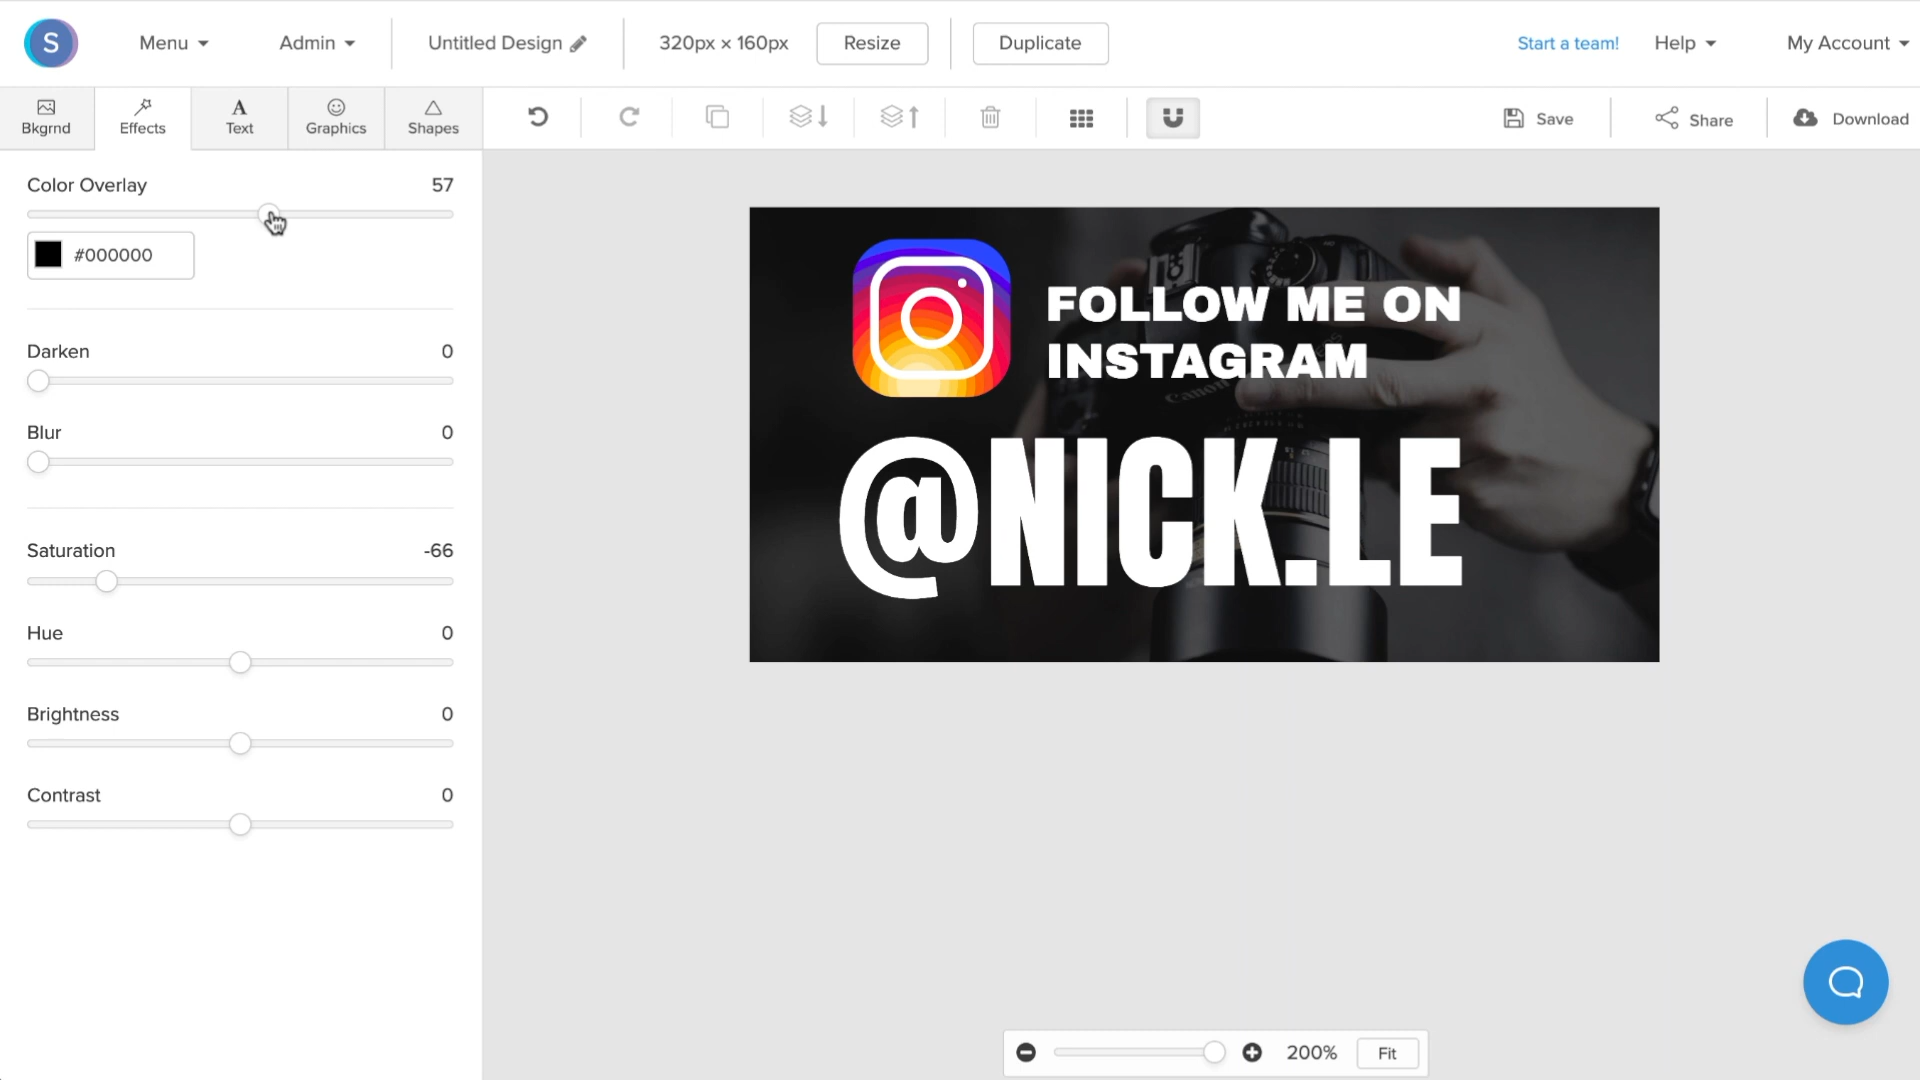 S
Menu
Admin
Untitled Design
320px × 160px
Resize
Duplicate
Start a team!
Help
My Account
Bkgrnd
Effects
A
Text
Graphics
Shapes
Save
Share
Download
Color Overlay 57
#000000
Darken 0
Blur 0
Saturation -66
Hue 0
Brightness 0
Contrast 0
FOLLOW ME ON
INSTAGRAM
Canon
@NICK.LE
200%
Fit